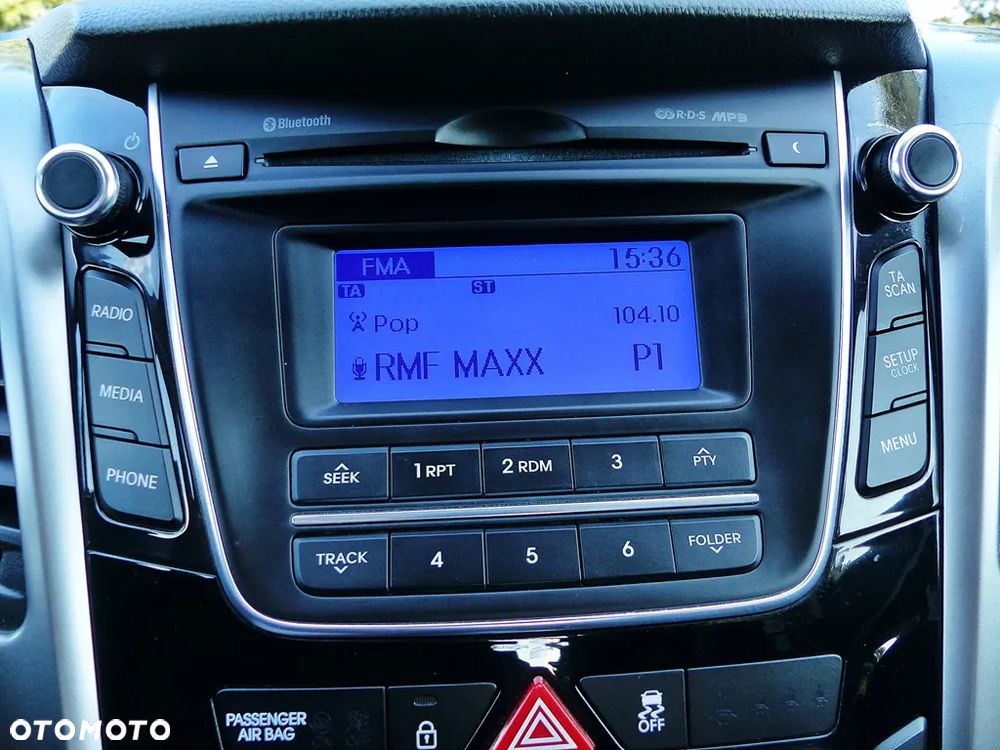 Bluetooth
R·D·S MP3
FMA 15:36
TA ST
Pop 104.10
RMF MAXX P1
RADIO
MEDIA
PHONE
TA
SCAN
SETUP
CLOCK
MENU
SEEK 1 RPT 2 RDM 3 PTY
TRACK 4 5 6 FOLDER
PASSENGER
AIR BAG
OFF
OTOMOTO